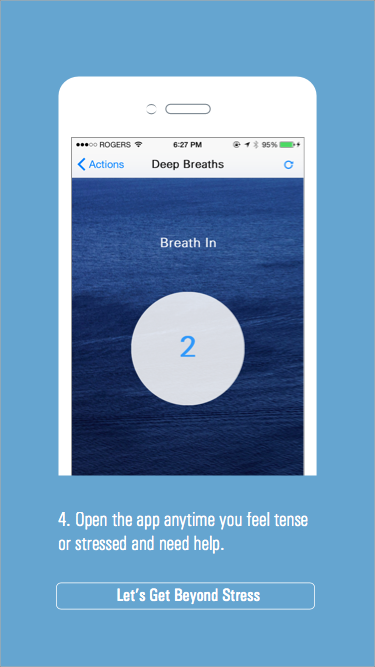 ●●●○○ ROGERS 6:27 PM 95%
Actions Deep Breaths
Breath In
2
4. Open the app anytime you feel tense
or stressed and need help.
Let's Get Beyond Stress